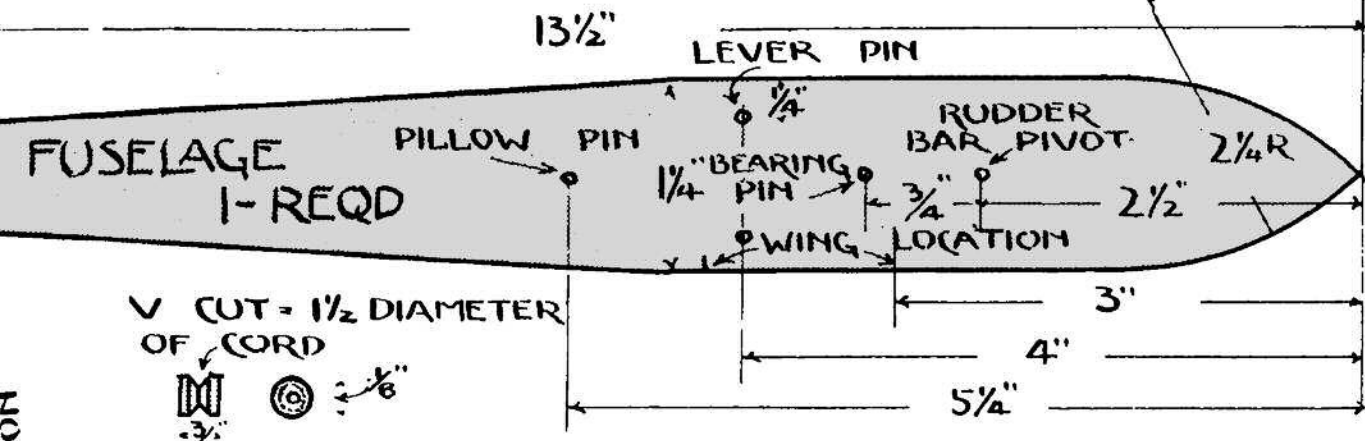 13½"
LEVER PIN
¼"
FUSELAGE
1-REQD
PILLOW PIN
1¼"
BEARING
PIN
RUDDER
BAR PIVOT
2¼R
¾"
2½"
WING LOCATION
3"
4"
5¼"
V CUT = 1½ DIAMETER
OF CORD
⅛"